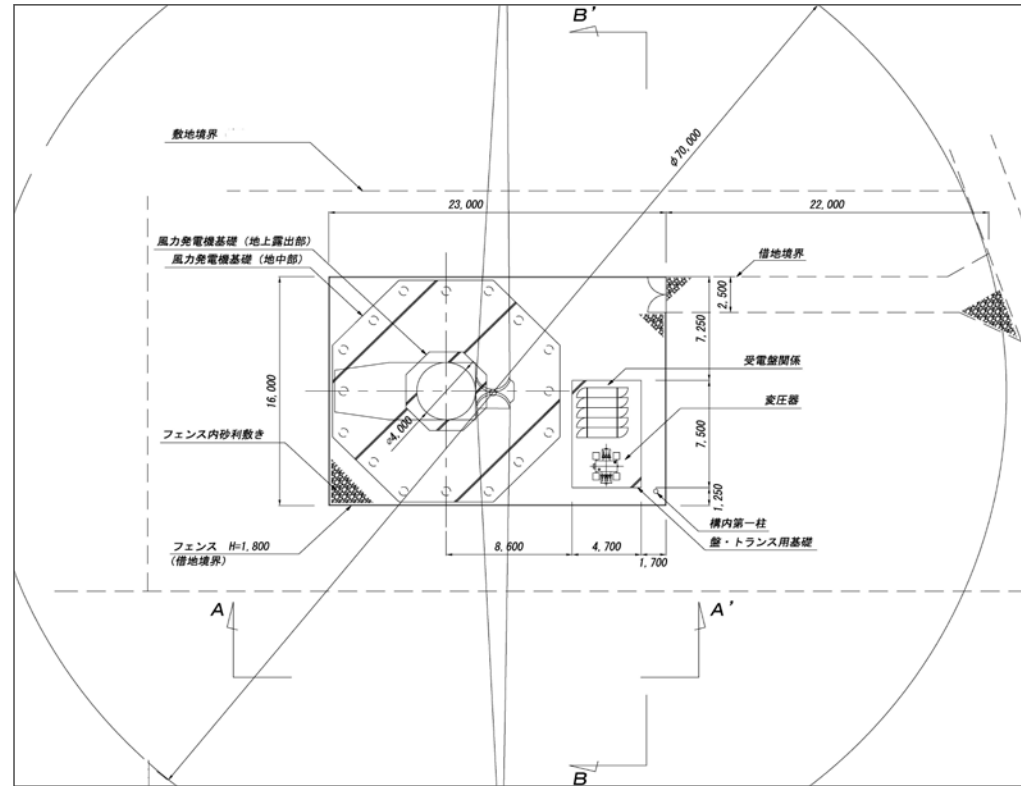 B'
敷地境界
φ70,000
23,000
22,000
風力発電機基礎（地上露出部）
風力発電機基礎（地中部）
借地境界
2,500
7,250
受電盤関係
16,000
変圧器
φ4,000
フェンス内砂利敷き
7,500
1,250
構内第一柱
フェンス H=1,800
(借地境界)
8,600
4,700
盤・トランス用基礎
1,700
A
A'
B